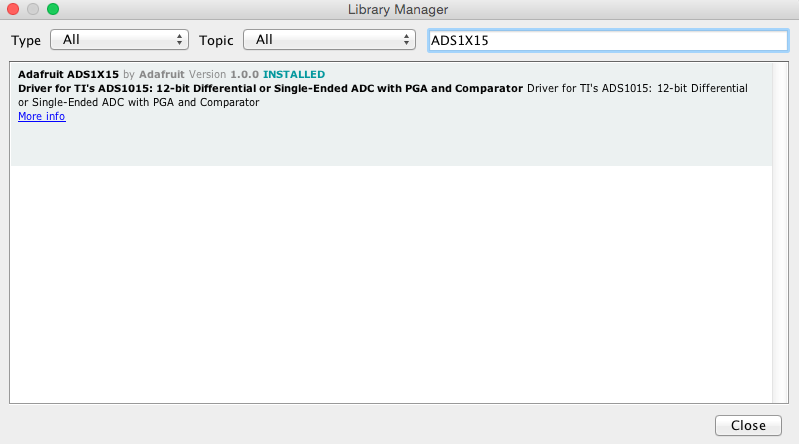 Library Manager
Type All Topic All ADS1X15
Adafruit ADS1X15 by Adafruit Version 1.0.0 INSTALLED
Driver for TI's ADS1015: 12-bit Differential or Single-Ended ADC with PGA and Comparator Driver for TI's ADS1015: 12-bit Differential
or Single-Ended ADC with PGA and Comparator
More info
Close